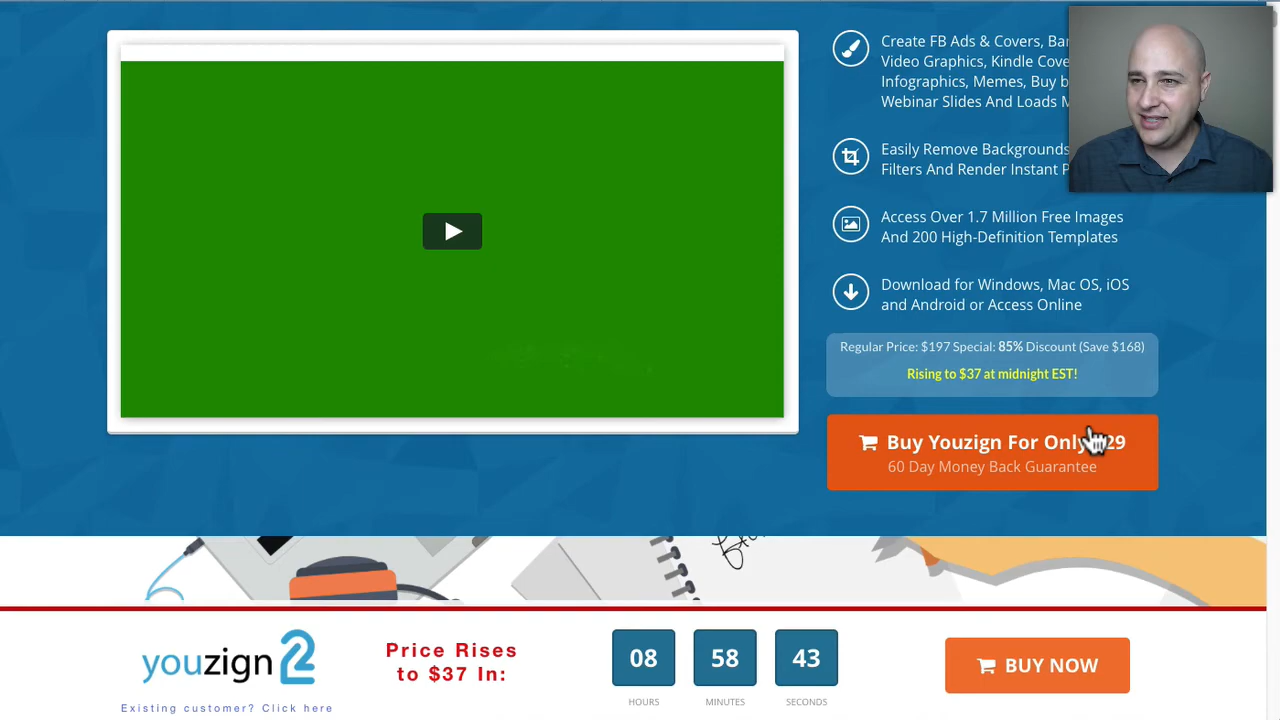 Create FB Ads & Covers,
Video Graphics, Kindle
Infographics, Memes, Buy
Webinar Slides And Loads
Easily Remove Backgrounds
Filters And Render Instant
Access Over 1.7 Million Free Images
And 200 High-Definition Templates
Download for Windows, Mac OS, iOS
and Android or Access Online
Regular Price: $197 Special: 85% Discount (Save $168)
Rising to $37 at midnight EST!
Buy Youzign For Only 29
60 Day Money Back Guarantee
youzign 2
Price Rises
to $37 In:
08 58 43
HOURS MINUTES SECONDS
BUY NOW
Existing customer? Click here